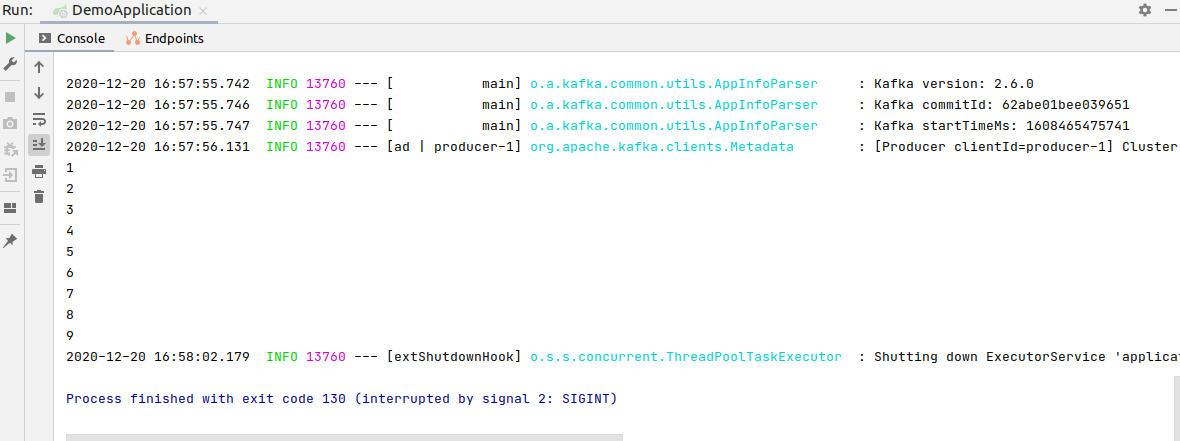 Run: DemoApplication
Console Endpoints
2020-12-20 16:57:55.742  INFO 13760 --- [           main] o.a.kafka.common.utils.AppInfoParser     : Kafka version: 2.6.0
2020-12-20 16:57:55.746  INFO 13760 --- [           main] o.a.kafka.common.utils.AppInfoParser     : Kafka commitId: 62abe01bee039651
2020-12-20 16:57:55.747  INFO 13760 --- [           main] o.a.kafka.common.utils.AppInfoParser     : Kafka startTimeMs: 1608465475741
2020-12-20 16:57:56.131  INFO 13760 --- [ad | producer-1] org.apache.kafka.clients.Metadata        : [Producer clientId=producer-1] Cluster
1
2
3
4
5
6
7
8
9
2020-12-20 16:58:02.179  INFO 13760 --- [extShutdownHook] o.s.s.concurrent.ThreadPoolTaskExecutor  : Shutting down ExecutorService 'applicat
Process finished with exit code 130 (interrupted by signal 2: SIGINT)